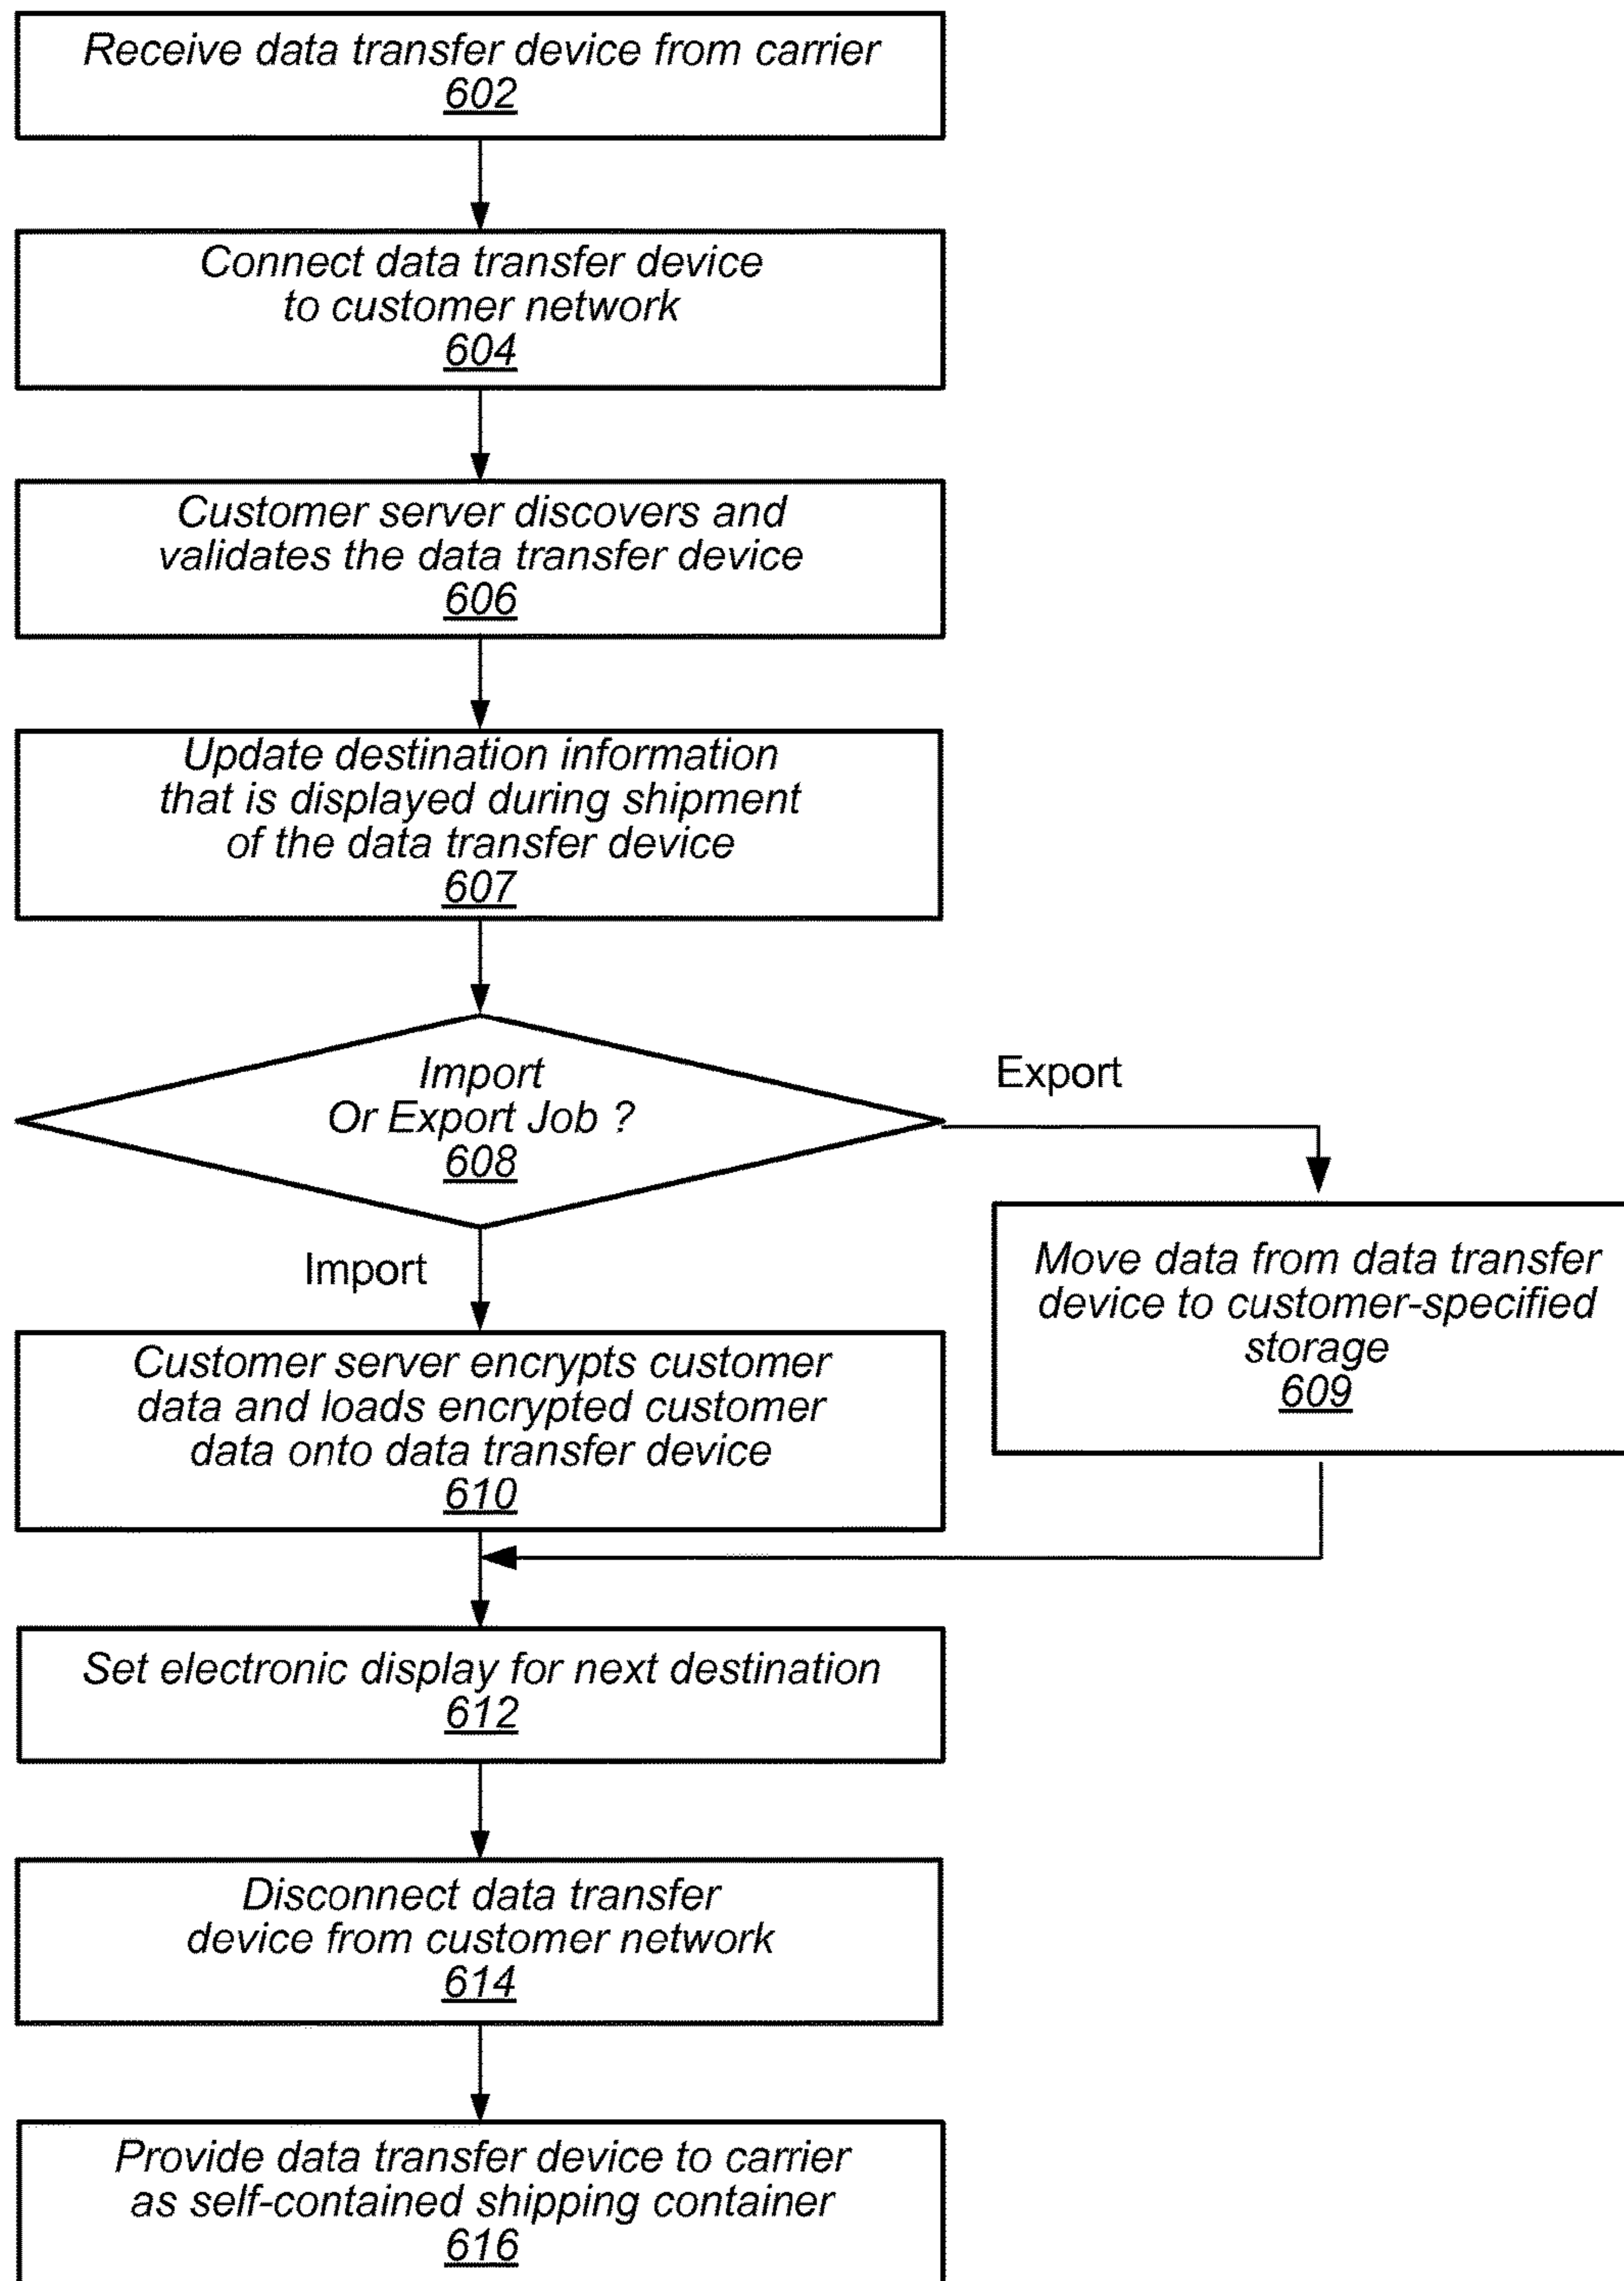 Receive data transfer device from carrier
602
Connect data transfer device
to customer network
604
Customer server discovers and
validates the data transfer device
606
Update destination information
that is displayed during shipment
of the data transfer device
607
Import
Or Export Job ?
608
Export
Import
Move data from data transfer
device to customer-specified
storage
609
Customer server encrypts customer
data and loads encrypted customer
data onto data transfer device
610
Set electronic display for next destination
612
Disconnect data transfer
device from customer network
614
Provide data transfer device to carrier
as self-contained shipping container
616